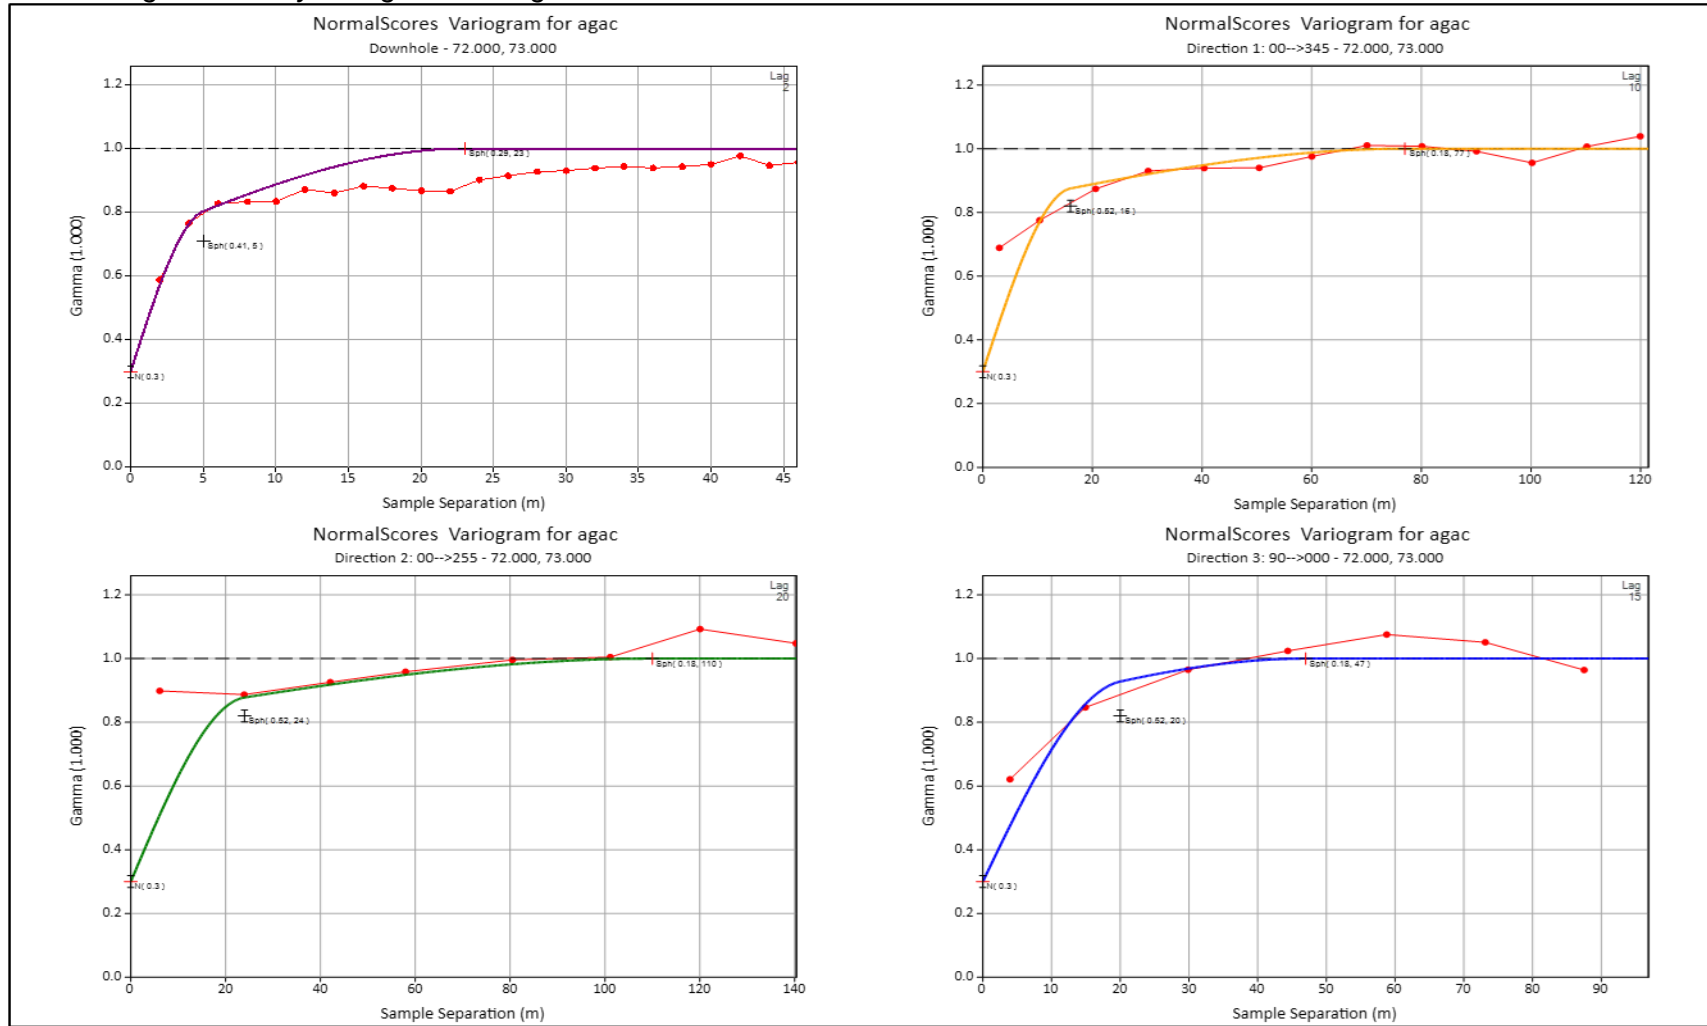 NormalScores Variogram for agac
Downhole - 72.000, 73.000
Lag
2
1.2
1.0
0.8
0.6
0.4
0.2
0.0
Gamma (1.000)
Sph( 0.29, 23 )
Sph( 0.41, 5 )
N( 0.3 )
0 5 10 15 20 25 30 35 40 45
Sample Separation (m)
NormalScores Variogram for agac
Direction 1: 00-->345 - 72.000, 73.000
Lag
10
1.2
1.0
0.8
0.6
0.4
0.2
0.0
Gamma (1.000)
Sph( 0.18, 77 )
Sph( 0.52, 16 )
N( 0.3 )
0 20 40 60 80 100 120
Sample Separation (m)
NormalScores Variogram for agac
Direction 2: 00-->255 - 72.000, 73.000
Lag
20
1.2
1.0
0.8
0.6
0.4
0.2
0.0
Gamma (1.000)
Sph( 0.18, 110 )
Sph( 0.52, 24 )
N( 0.3 )
0 20 40 60 80 100 120 140
Sample Separation (m)
NormalScores Variogram for agac
Direction 3: 90-->000 - 72.000, 73.000
Lag
15
1.2
1.0
0.8
0.6
0.4
0.2
0.0
Gamma (1.000)
Sph( 0.18, 47 )
Sph( 0.52, 20 )
N( 0.3 )
0 10 20 30 40 50 60 70 80 90
Sample Separation (m)